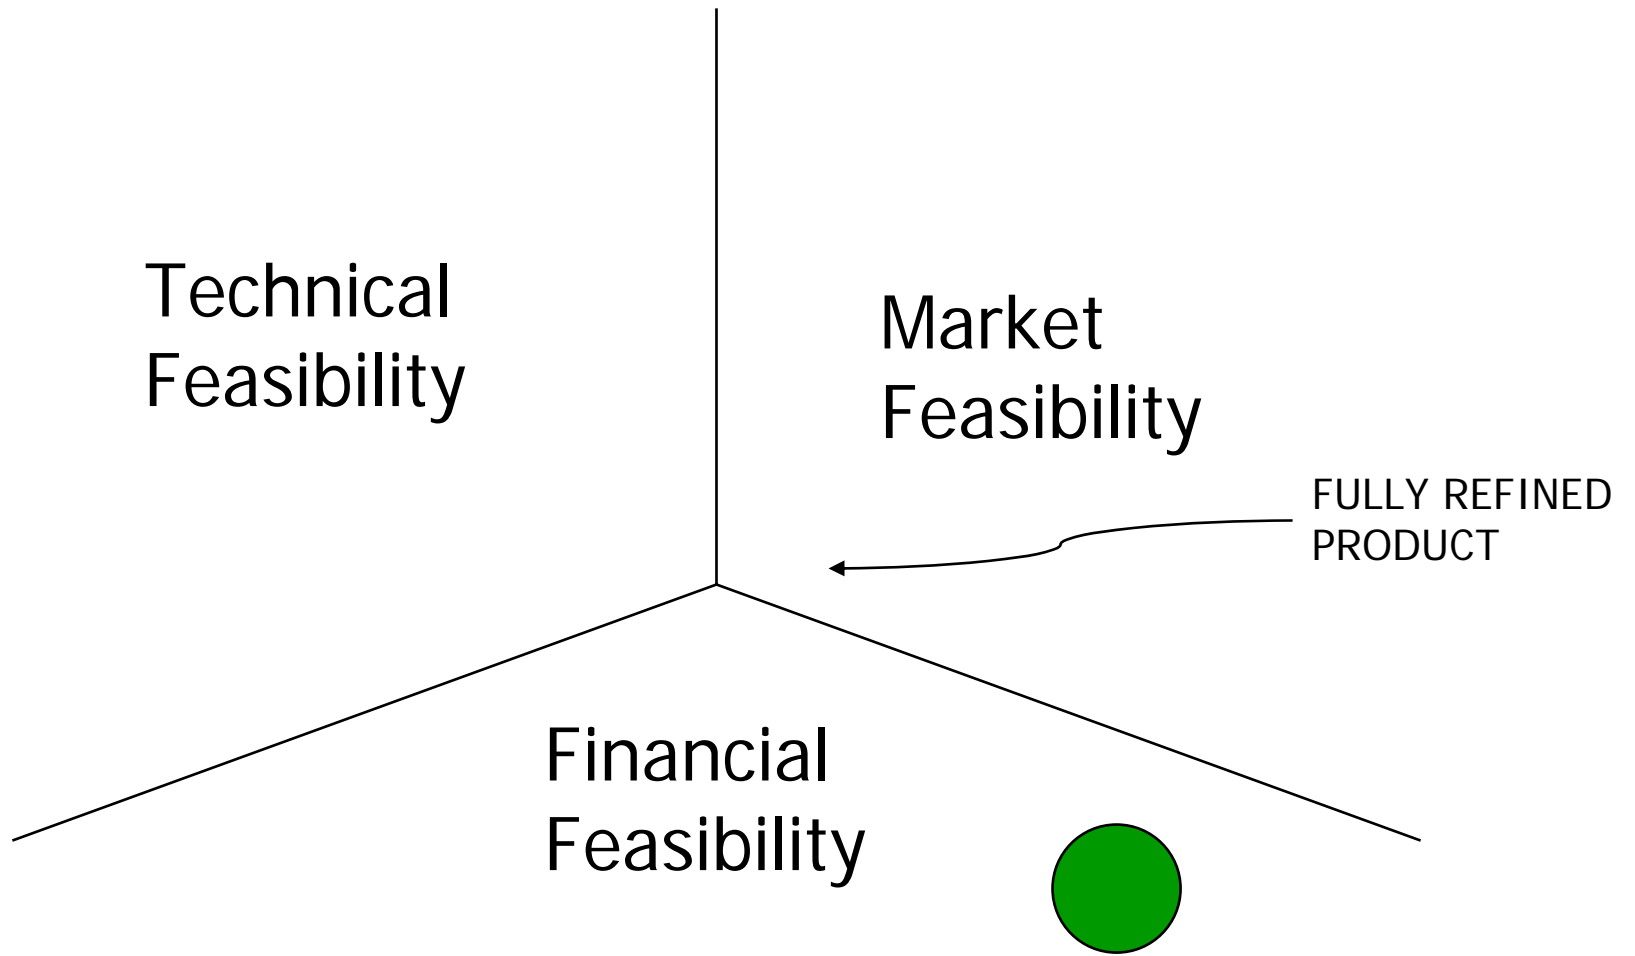 Technical
Feasibility
Market
Feasibility
FULLY REFINED
PRODUCT
Financial
Feasibility